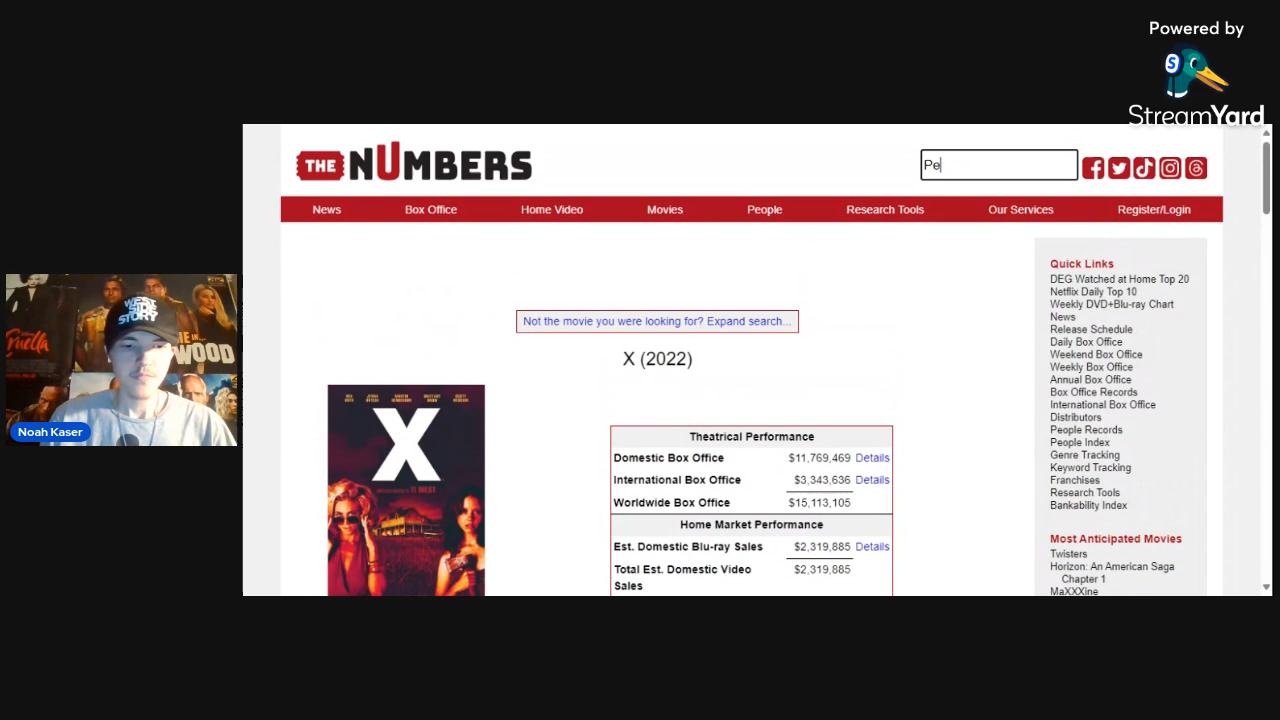 Powered by
StreamYard
THE NUMBERS
Pe
News Box Office Home Video Movies People Research Tools Our Services Register/Login
Not the movie you were looking for? Expand search...
X (2022)
X
Theatrical Performance
Domestic Box Office $11,769,469 Details
International Box Office $3,343,636 Details
Worldwide Box Office $15,113,105
Home Market Performance
Est. Domestic Blu-ray Sales $2,319,885 Details
Total Est. Domestic Video $2,319,885
Sales
Quick Links
DEG Watched at Home Top 20
Netflix Daily Top 10
Weekly DVD+Blu-ray Chart
News
Release Schedule
Daily Box Office
Weekend Box Office
Weekly Box Office
Annual Box Office
Box Office Records
International Box Office
Distributors
People Records
People Index
Genre Tracking
Keyword Tracking
Franchises
Research Tools
Bankability Index
Most Anticipated Movies
Twisters
Horizon: An American Saga
Chapter 1
MaXXXine
WEST
SIDE
STORY
WOOD
Noah Kaser